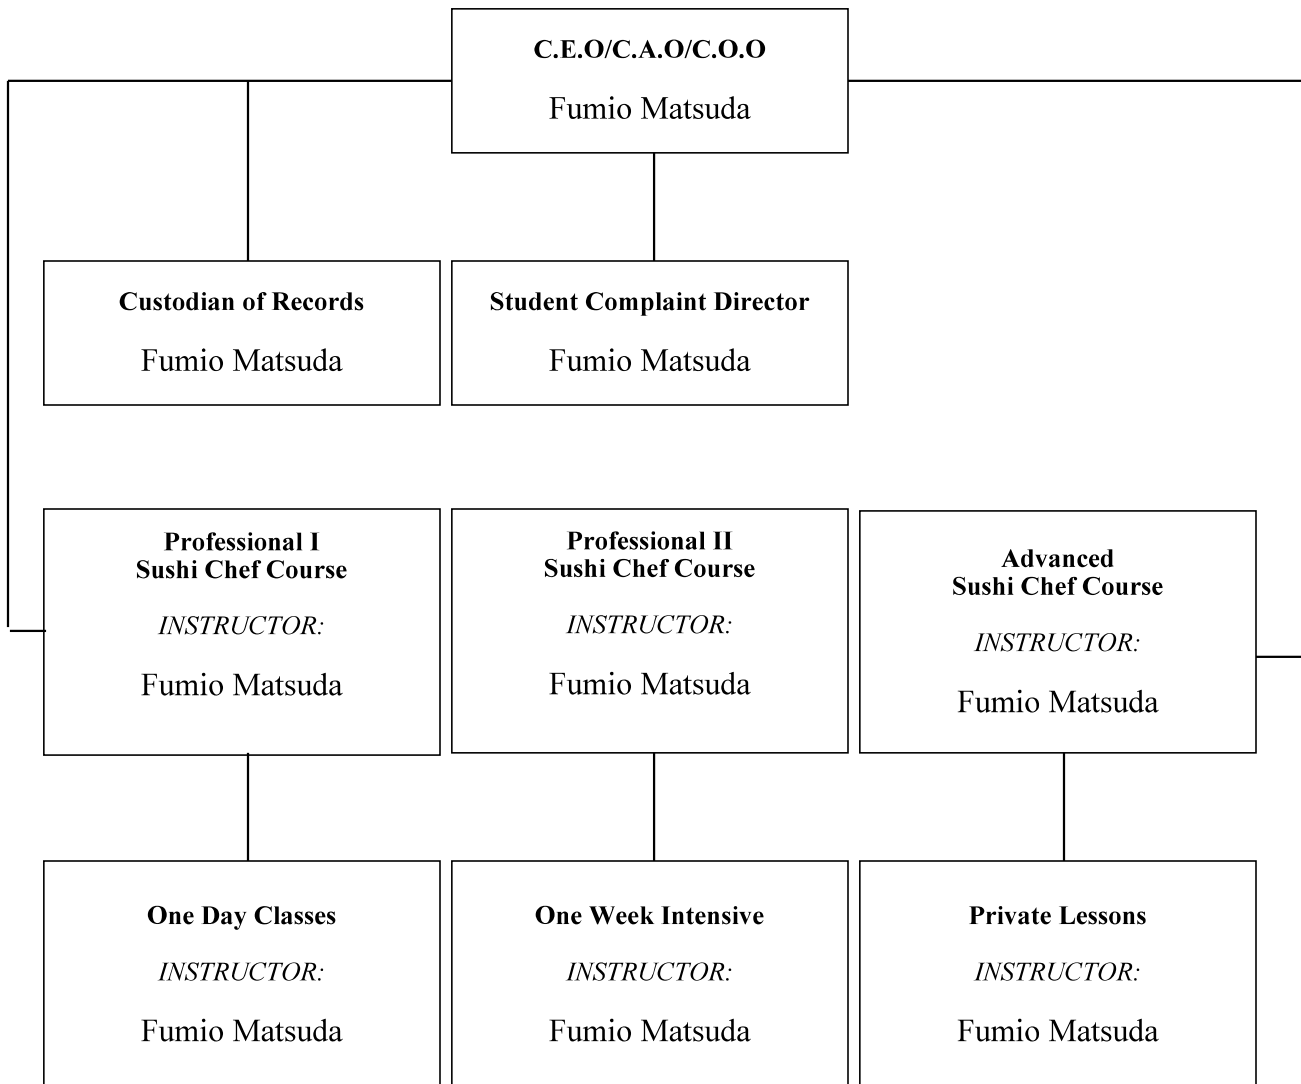 C.E.O/C.A.O/C.O.O
Fumio Matsuda
Custodian of Records
Fumio Matsuda
Student Complaint Director
Fumio Matsuda
Professional I
Sushi Chef Course
INSTRUCTOR:
Fumio Matsuda
Professional II
Sushi Chef Course
INSTRUCTOR:
Fumio Matsuda
Advanced
Sushi Chef Course
INSTRUCTOR:
Fumio Matsuda
One Day Classes
INSTRUCTOR:
Fumio Matsuda
One Week Intensive
INSTRUCTOR:
Fumio Matsuda
Private Lessons
INSTRUCTOR:
Fumio Matsuda